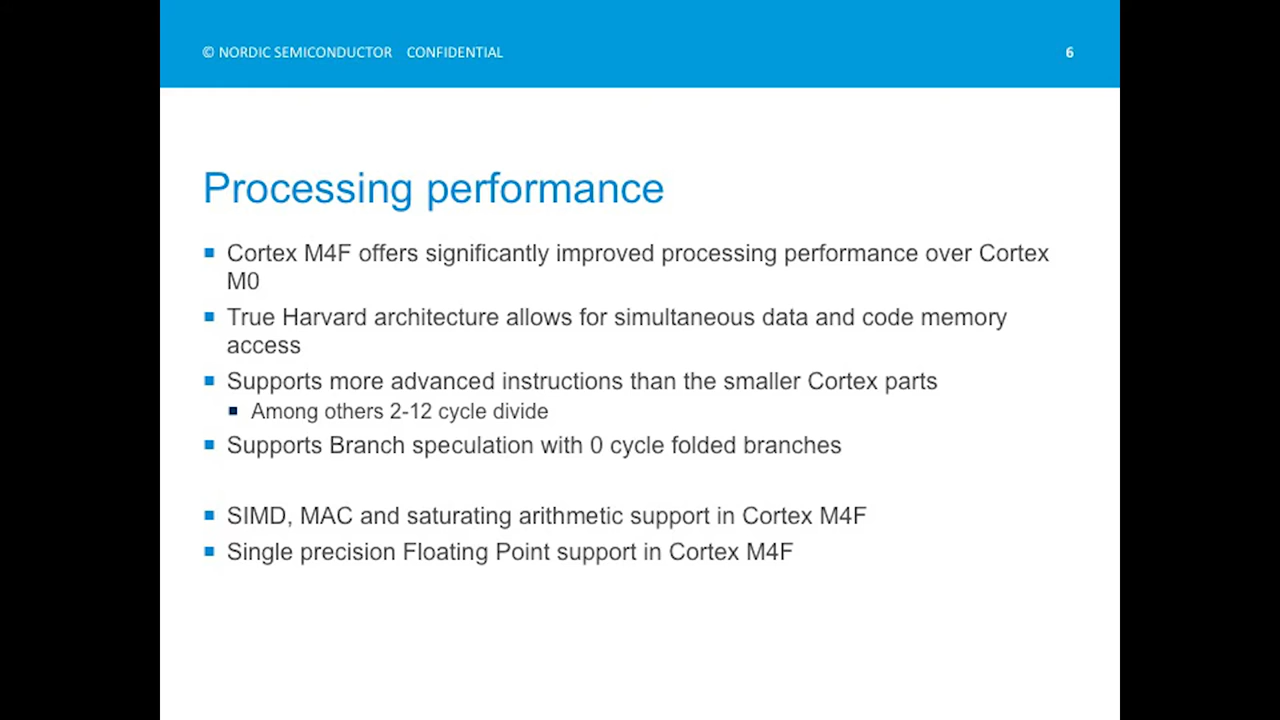 © NORDIC SEMICONDUCTOR CONFIDENTIAL 6
Processing performance
Cortex M4F offers significantly improved processing performance over Cortex
M0
True Harvard architecture allows for simultaneous data and code memory
access
Supports more advanced instructions than the smaller Cortex parts
Among others 2-12 cycle divide
Supports Branch speculation with 0 cycle folded branches
SIMD, MAC and saturating arithmetic support in Cortex M4F
Single precision Floating Point support in Cortex M4F